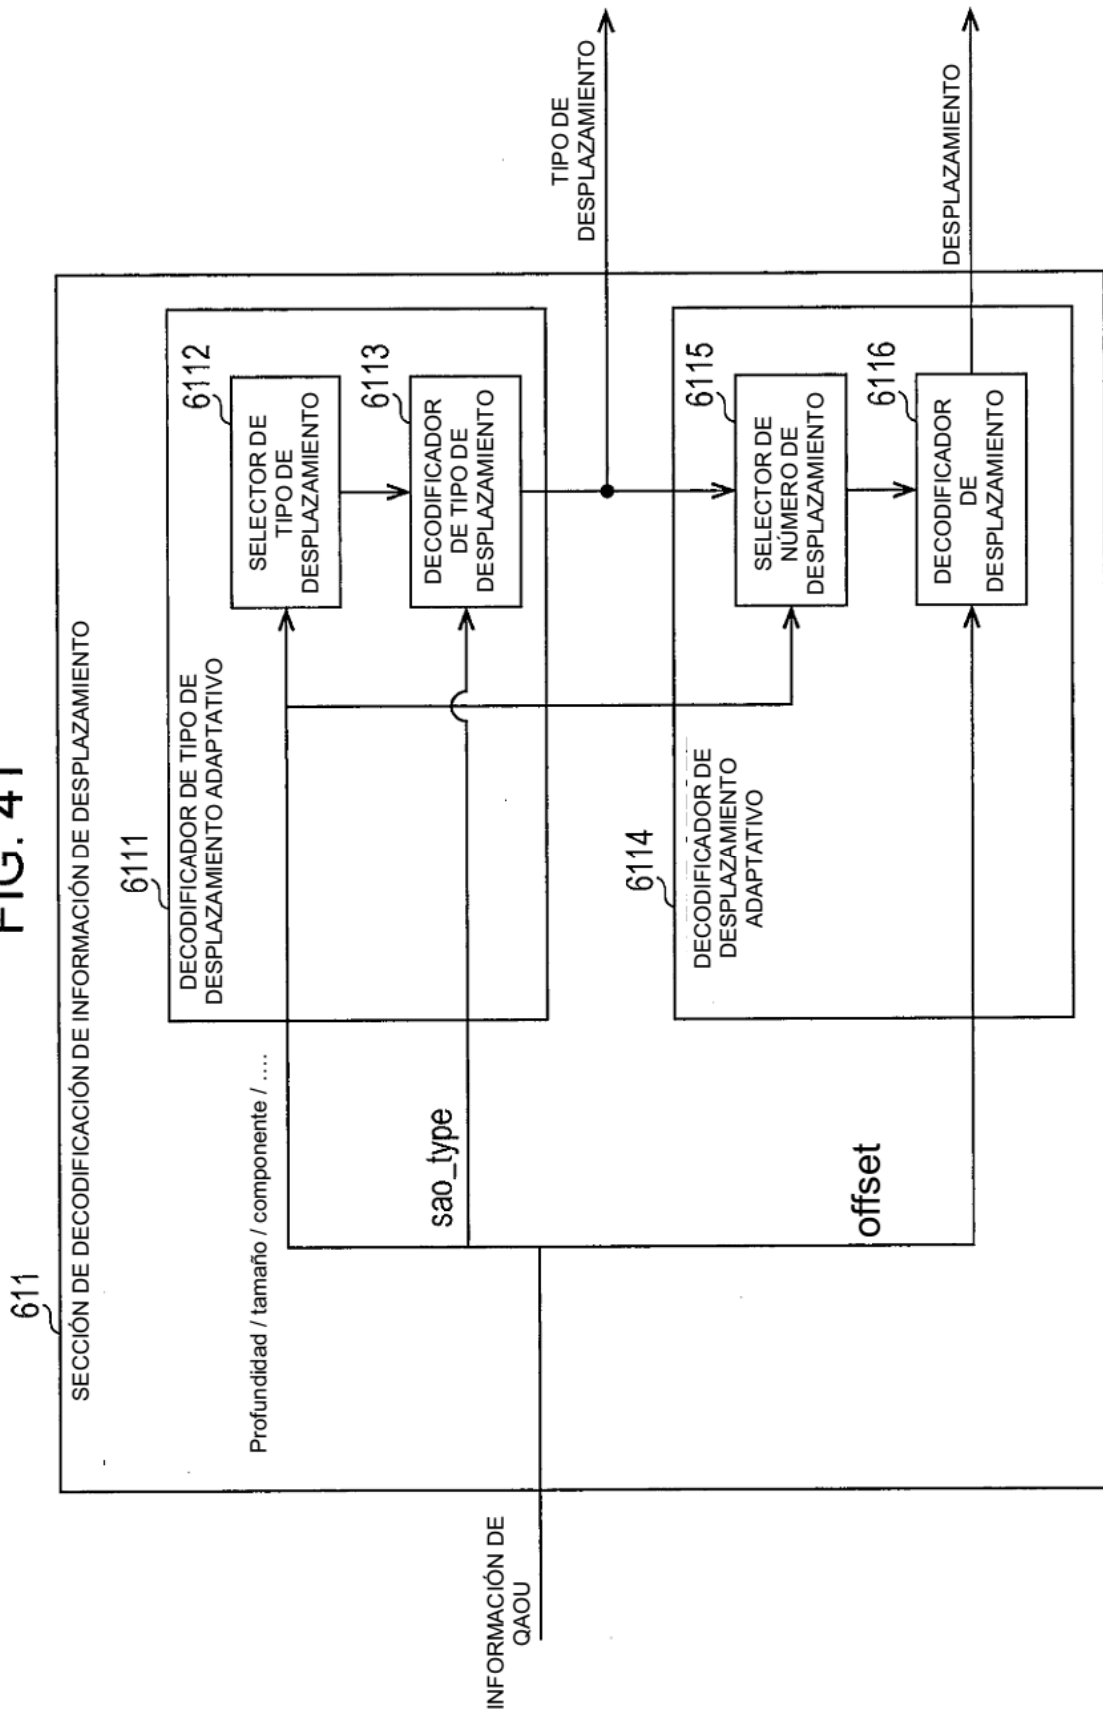 FIG. 41
611
SECCIÓN DE DECODIFICACIÓN DE INFORMACIÓN DE DESPLAZAMIENTO
6111
DECODIFICADOR DE TIPO DE
DESPLAZAMIENTO ADAPTATIVO
6112
SELECTOR DE
TIPO DE
DESPLAZAMIENTO
6113
DECODIFICADOR
DE TIPO DE
DESPLAZAMIENTO
TIPO DE
DESPLAZAMIENTO
Profundidad / tamaño / componente / ....
sao_type
INFORMACIÓN DE
QAOU
offset
6114
DECODIFICADOR DE
DESPLAZAMIENTO
ADAPTATIVO
6115
SELECTOR DE
NÚMERO DE
DESPLAZAMIENTO
6116
DECODIFICADOR
DE
DESPLAZAMIENTO
DESPLAZAMIENTO